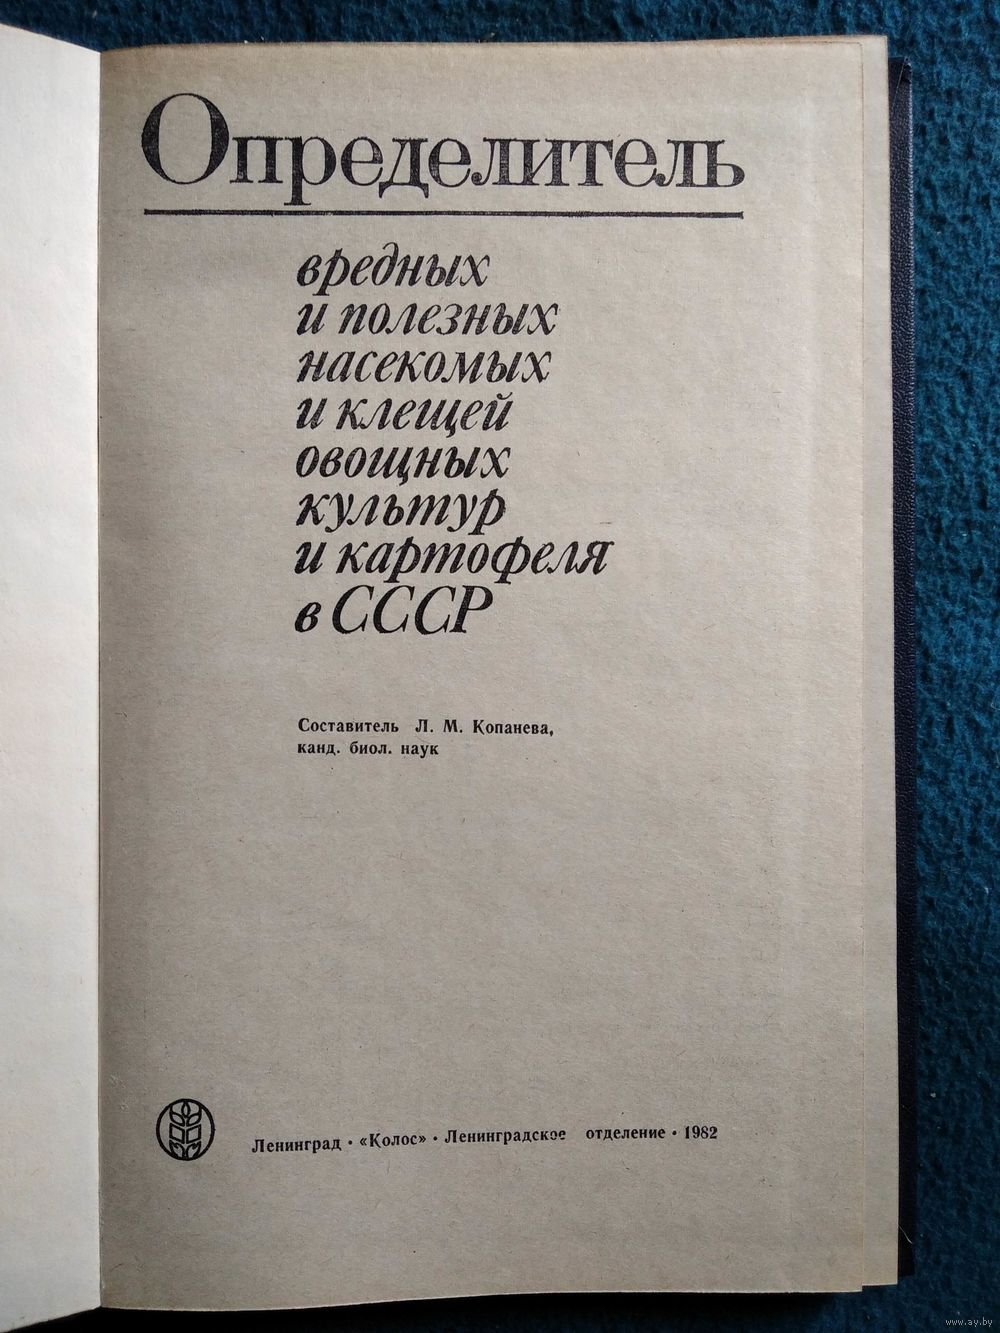 Определитель
вредных
и полезных
насекомых
и клещей
овощных
культур
и картофеля
в СССР
Составитель Л. М. Копанева,
канд. биол. наук
Ленинград • «Колос» • Ленинградское отделение • 1982
www.ay.by